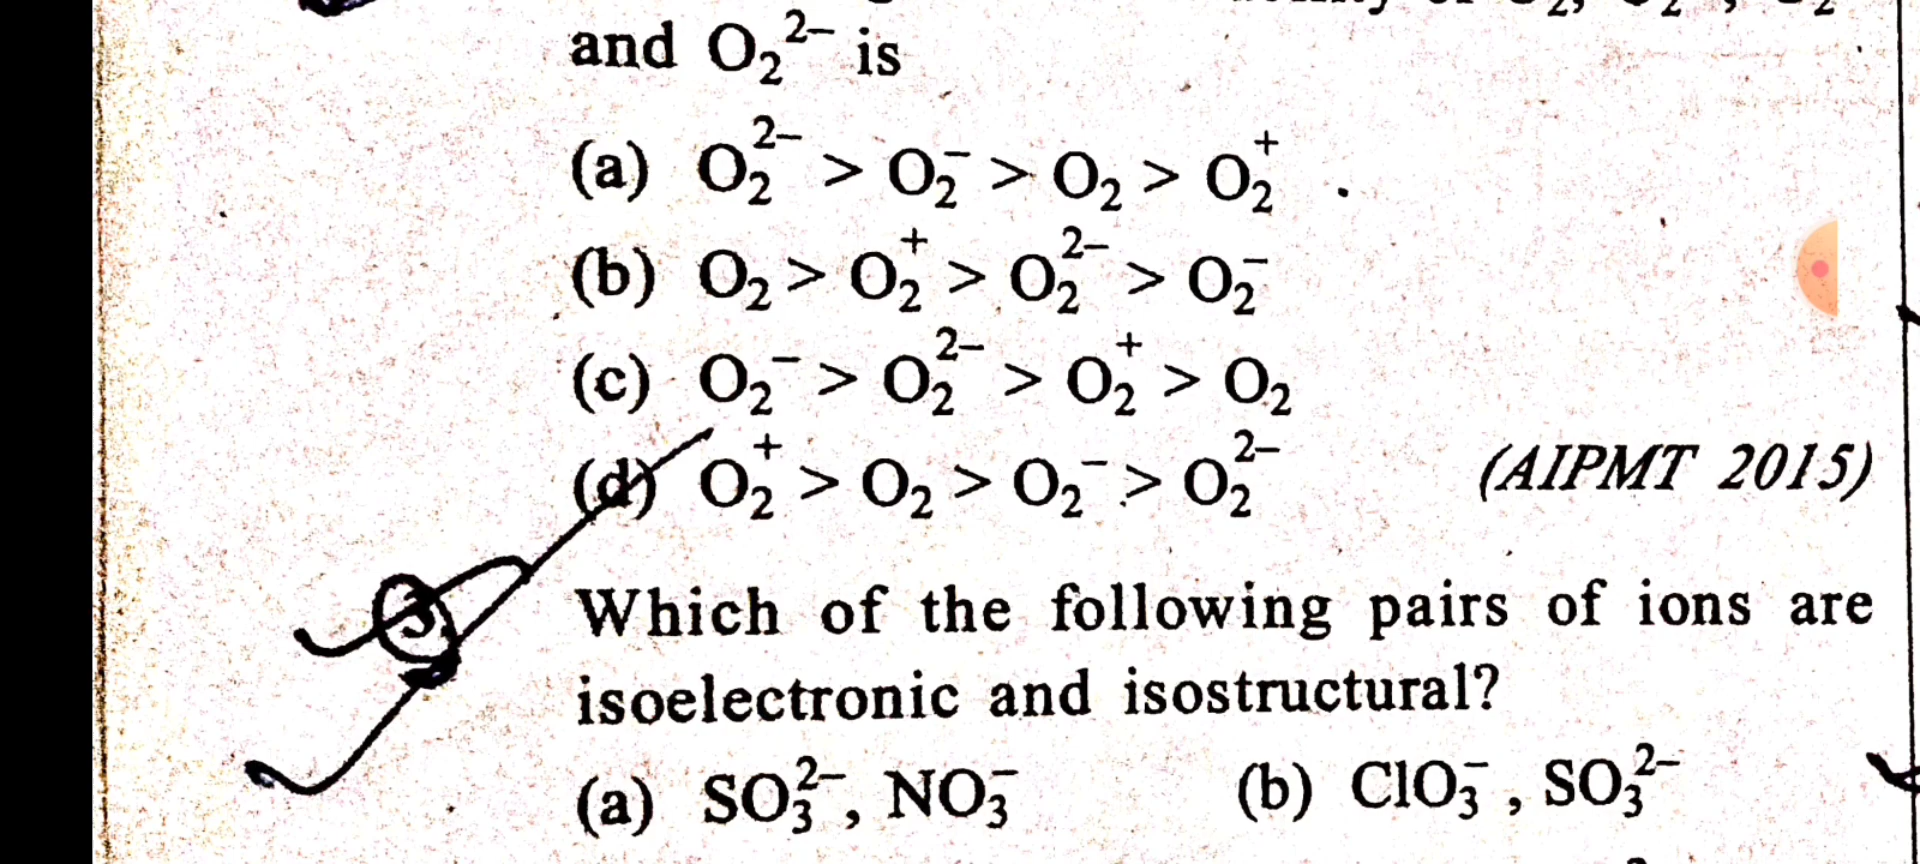 and O₂²⁻ is
(a) O₂²⁻ > O₂⁻ > O₂ > O₂⁺ .
(b) O₂ > O₂⁺ > O₂²⁻ > O₂⁻
(c) O₂⁻ > O₂²⁻ > O₂⁺ > O₂
(d) O₂⁺ > O₂ > O₂⁻ > O₂²⁻ (AIPMT 2015)
Which of the following pairs of ions are
isoelectronic and isostructural?
(a) SO₃²⁻, NO₃⁻ (b) ClO₃⁻, SO₃²⁻